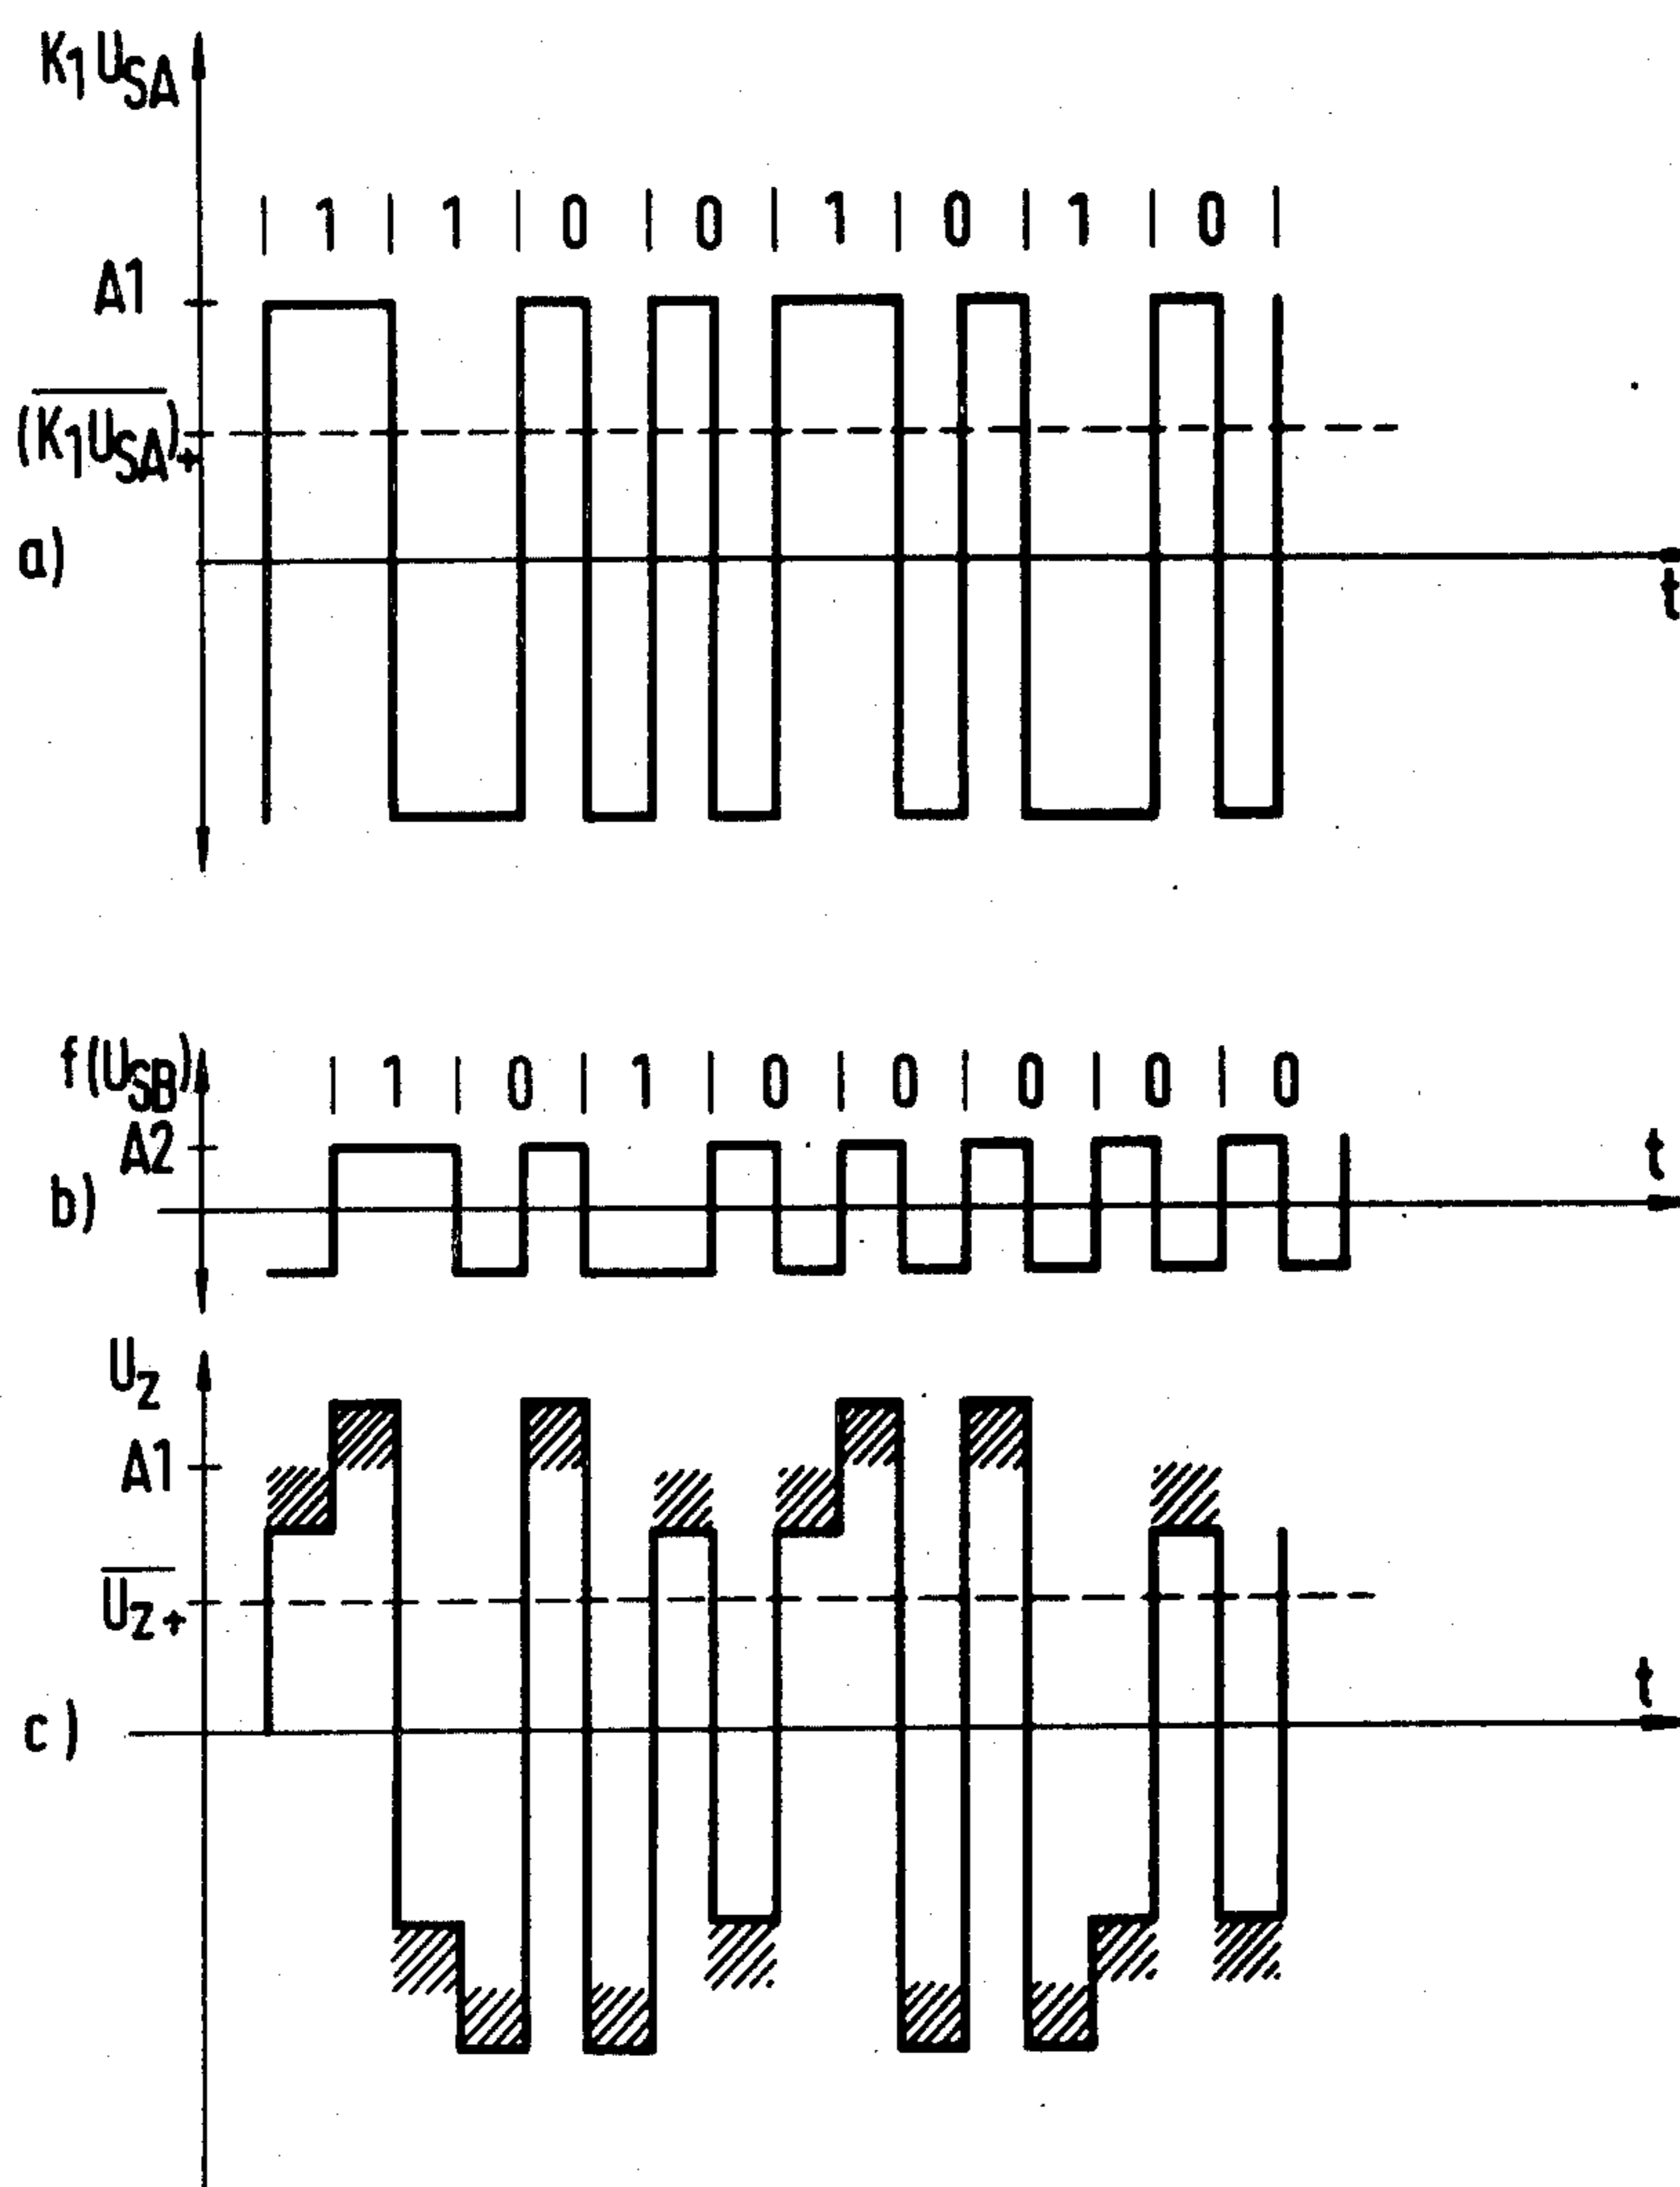 K1USA
| 1 | 1 | 0 | 0 | 1 | 0 | 1 | 0 |
A1
(K1USA)+
a)
t
f(USB)
| 1 | 0 | 1 | 0 | 0 | 0 | 0 | 0
A2
t
b)
Uz
A1
Uz+
t
c)